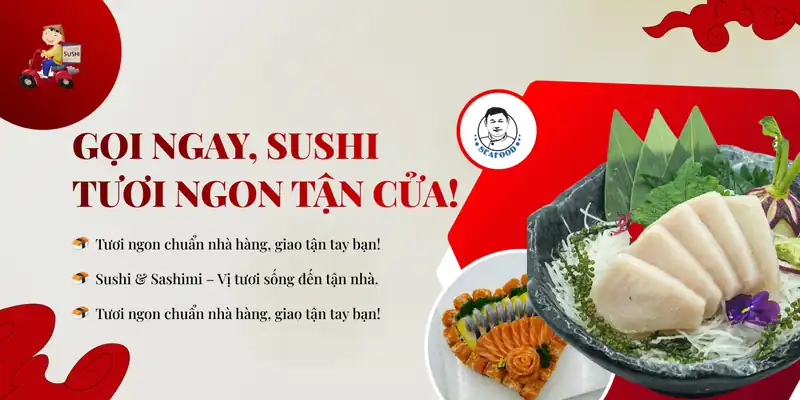 SUSHI
GỌI NGAY, SUSHI
TƯƠI NGON TẬN CỬA!
Tươi ngon chuẩn nhà hàng, giao tận tay bạn!
Sushi & Sashimi – Vị tươi sống đến tận nhà.
Tươi ngon chuẩn nhà hàng, giao tận tay bạn!
SEAFOOD